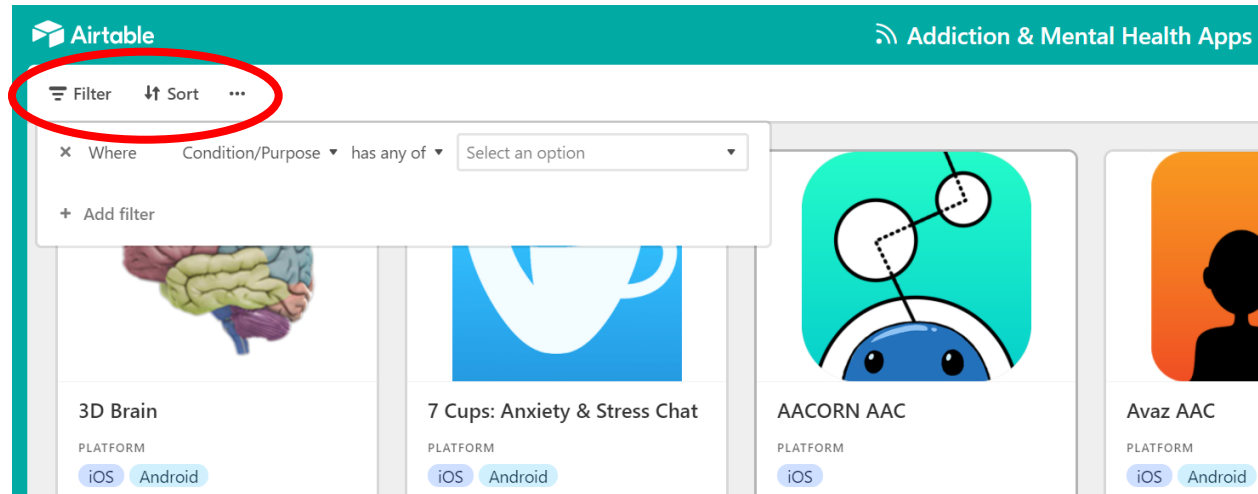 Airtable
Addiction & Mental Health Apps
Filter Sort ...
Where Condition/Purpose has any of Select an option
+ Add filter
3D Brain 7 Cups: Anxiety & Stress Chat AACORN AAC Avaz AAC
PLATFORM PLATFORM PLATFORM PLATFORM
iOS Android iOS Android iOS iOS Android